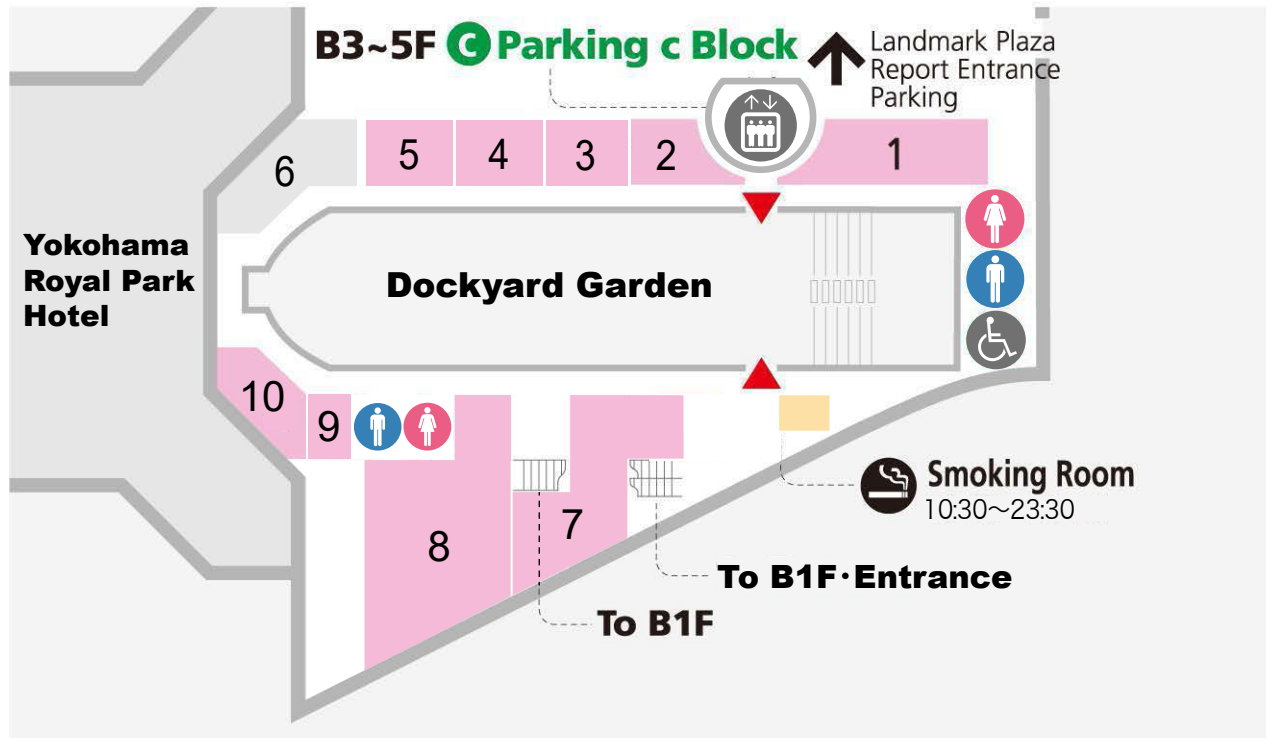 B3~5F C Parking c Block
Landmark Plaza
Report Entrance
Parking
5
4
3
2
1
6
Yokohama
Royal Park
Hotel
Dockyard Garden
10
9
8
7
Smoking Room
10:30～23:30
To B1F・Entrance
To B1F